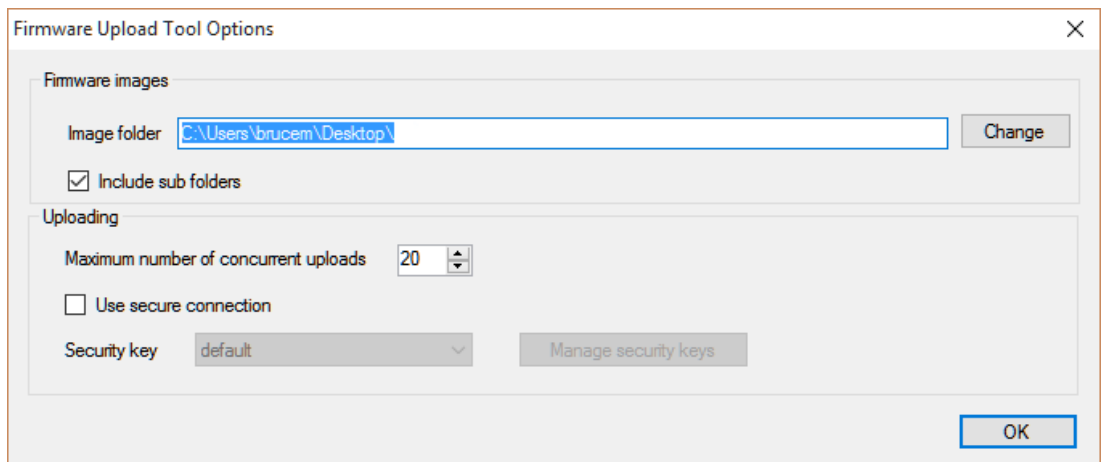 Firmware Upload Tool Options
Firmware images
Image folder C:\Users\brucem\Desktop\ Change
Include sub folders
Uploading
Maximum number of concurrent uploads 20
Use secure connection
Security key default Manage security keys
OK